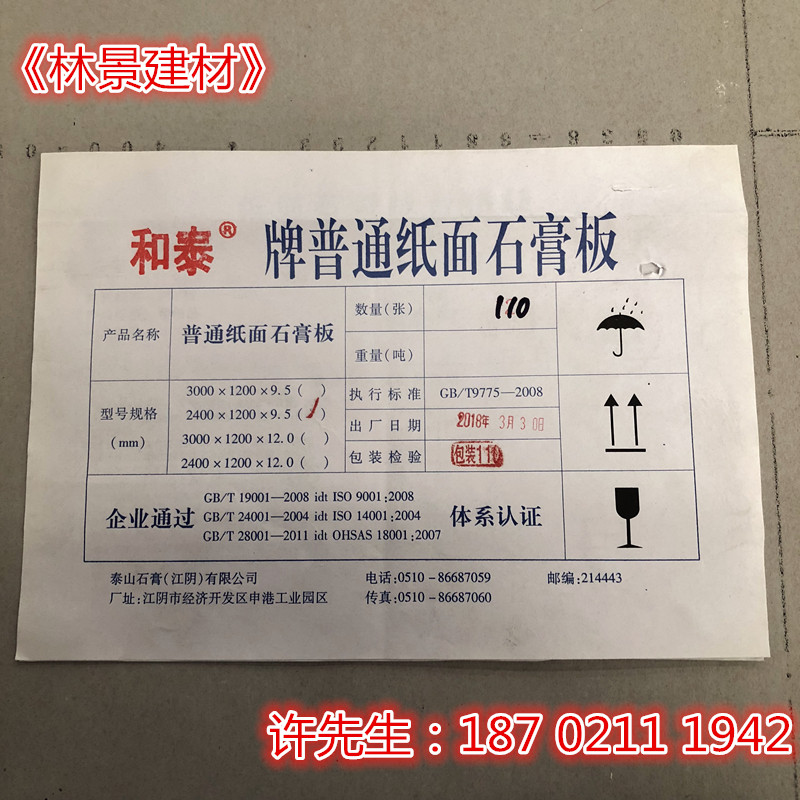 《林景建材》
和泰® 牌普通纸面石膏板
产品名称 普通纸面石膏板 数量(张) 110
重量(吨)
型号规格(mm)
3000×1200×9.5( ) 执行标准 GB/T9775—2008
2400×1200×9.5( / ) 出厂日期 2018年3月30日
3000×1200×12.0( ) 包装检验 包装110
2400×1200×12.0( )
企业通过
GB/T 19001—2008 idt ISO 9001:2008
GB/T 24001—2004 idt ISO 14001:2004
GB/T 28001—2011 idt OHSAS 18001:2007
体系认证
泰山石膏(江阴)有限公司 电话:0510-86687059 邮编:214443
厂址:江阴市经济开发区申港工业园区 传真:0510-86687060
许先生：187 0211 1942